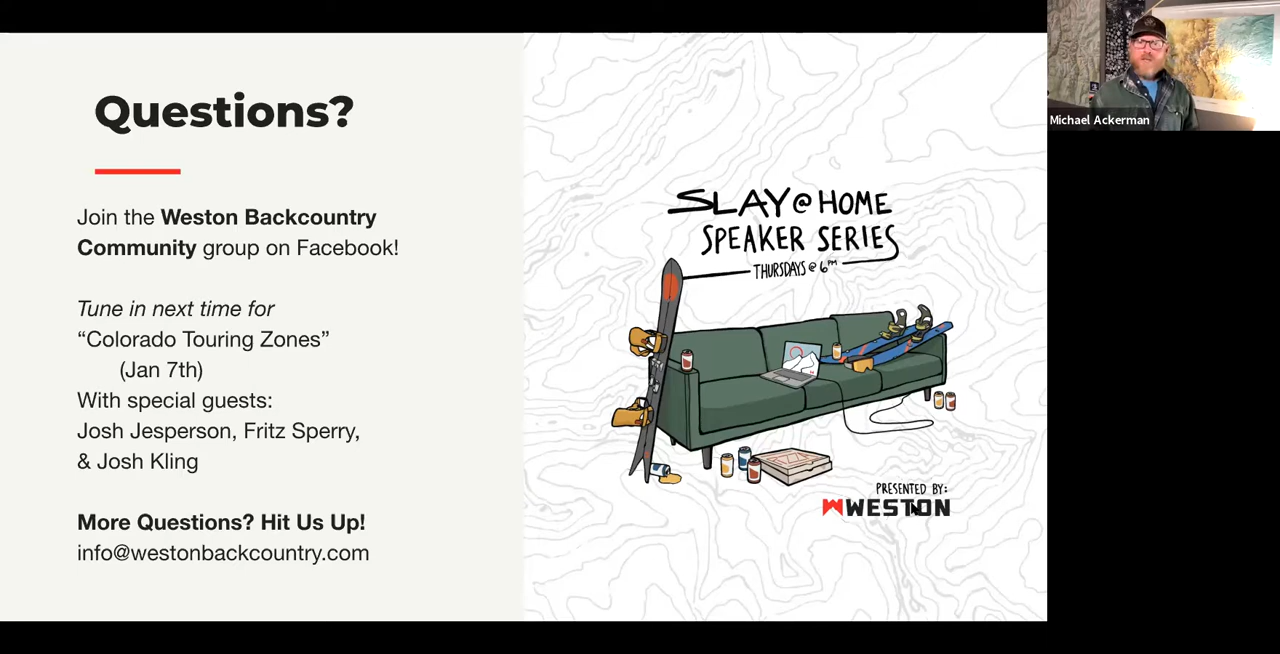 Questions?
Join the Weston Backcountry
Community group on Facebook!
Tune in next time for
“Colorado Touring Zones”
(Jan 7th)
With special guests:
Josh Jesperson, Fritz Sperry,
& Josh Kling
More Questions? Hit Us Up!
info@westonbackcountry.com
SLAY@HOME
SPEAKER SERIES
THURSDAYS @ 6PM
PRESENTED BY:
WESTON
Michael Ackerman